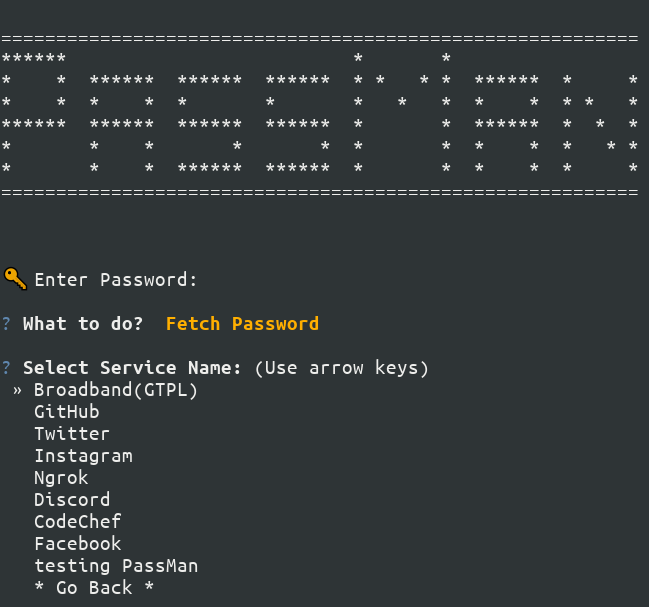 PASSMAN
Enter Password:
? What to do? Fetch Password
? Select Service Name: (Use arrow keys)
» Broadband(GTPL)
GitHub
Twitter
Instagram
Ngrok
Discord
CodeChef
Facebook
testing PassMan
* Go Back *